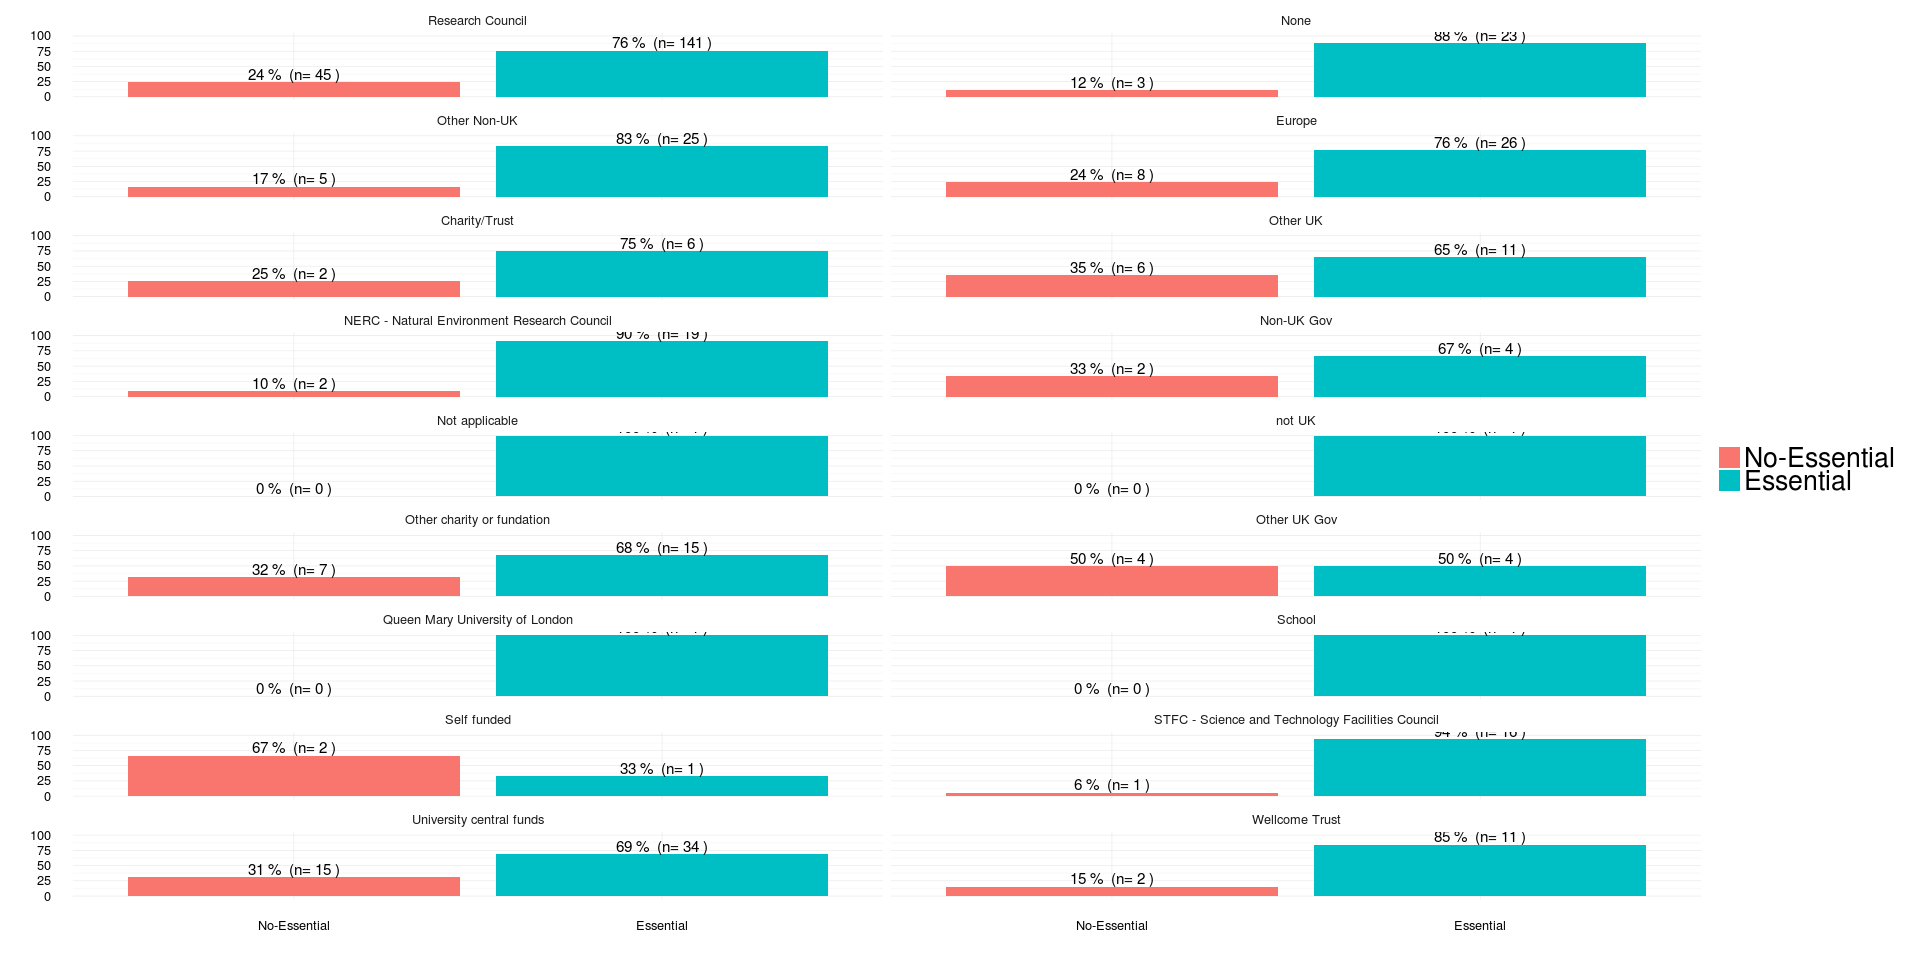 Research Council
None
100
75
50
25
0
24 % (n= 45 )
76 % (n= 141 )
12 % (n= 3 )
88 % (n= 23 )
Other Non-UK
Europe
100
75
50
25
0
17 % (n= 5 )
83 % (n= 25 )
24 % (n= 8 )
76 % (n= 26 )
Charity/Trust
Other UK
100
75
50
25
0
25 % (n= 2 )
75 % (n= 6 )
35 % (n= 6 )
65 % (n= 11 )
NERC - Natural Environment Research Council
Non-UK Gov
100
75
50
25
0
10 % (n= 2 )
90 % (n= 19 )
33 % (n= 2 )
67 % (n= 4 )
Not applicable
not UK
100
75
50
25
0
0 % (n= 0 )
0 % (n= 0 )
Other charity or fundation
Other UK Gov
100
75
50
25
0
32 % (n= 7 )
68 % (n= 15 )
50 % (n= 4 )
50 % (n= 4 )
Queen Mary University of London
School
100
75
50
25
0
0 % (n= 0 )
0 % (n= 0 )
Self funded
STFC - Science and Technology Facilities Council
100
75
50
25
0
67 % (n= 2 )
33 % (n= 1 )
6 % (n= 1 )
94 % (n= 16 )
University central funds
Wellcome Trust
100
75
50
25
0
31 % (n= 15 )
69 % (n= 34 )
15 % (n= 2 )
85 % (n= 11 )
No-Essential
Essential
No-Essential
Essential
No-Essential
Essential